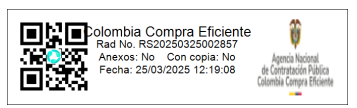 Colombia Compra Eficiente
Rad No. RS20250325002857
Anexos: No Con copia: No
Fecha: 25/03/2025 12:19:08
Agencia Nacional
de Contratación Pública
Colombia Compra Eficiente